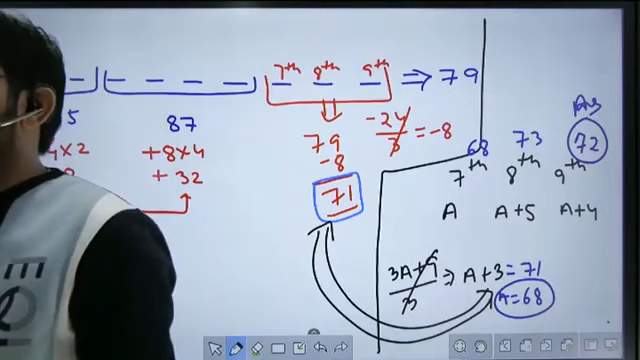 7th 8th 9th ⇒ 79
5
87
4×2
+8×4
+ 32
79
-8
71
-24/3 = -8
Ans
68 73 72
7th 8th 9th
A A+5 A+4
3A+9/3 ⇒ A+3=71
A=68